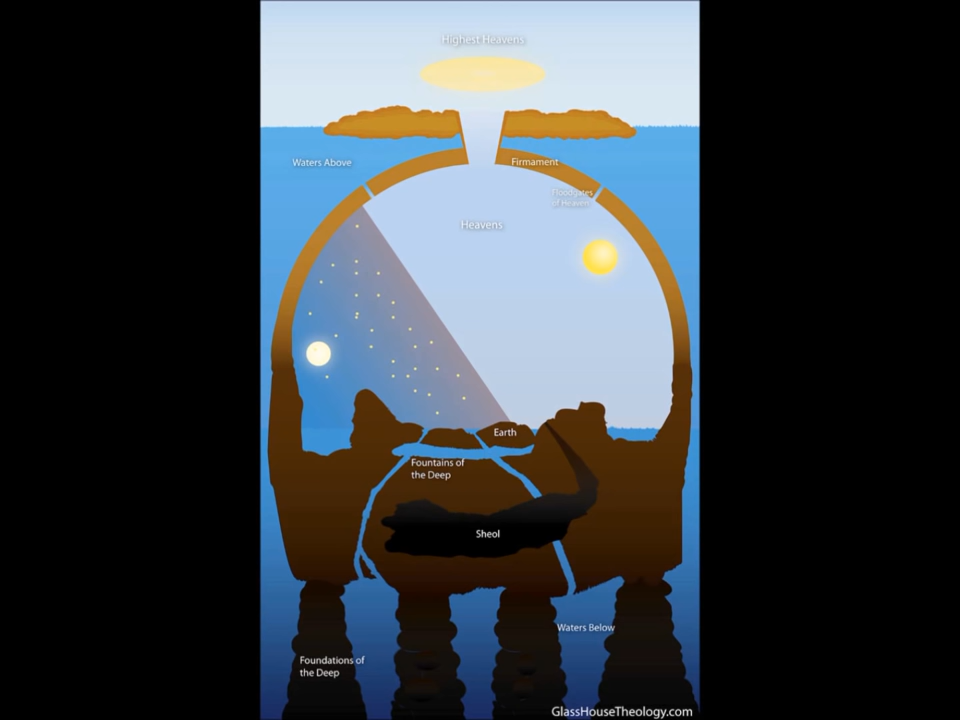 Highest Heavens
Waters Above
Firmament
Floodgates
of Heaven
Heavens
Earth
Fountains of
the Deep
Sheol
Waters Below
Foundations of
the Deep
GlassHouseTheology.com